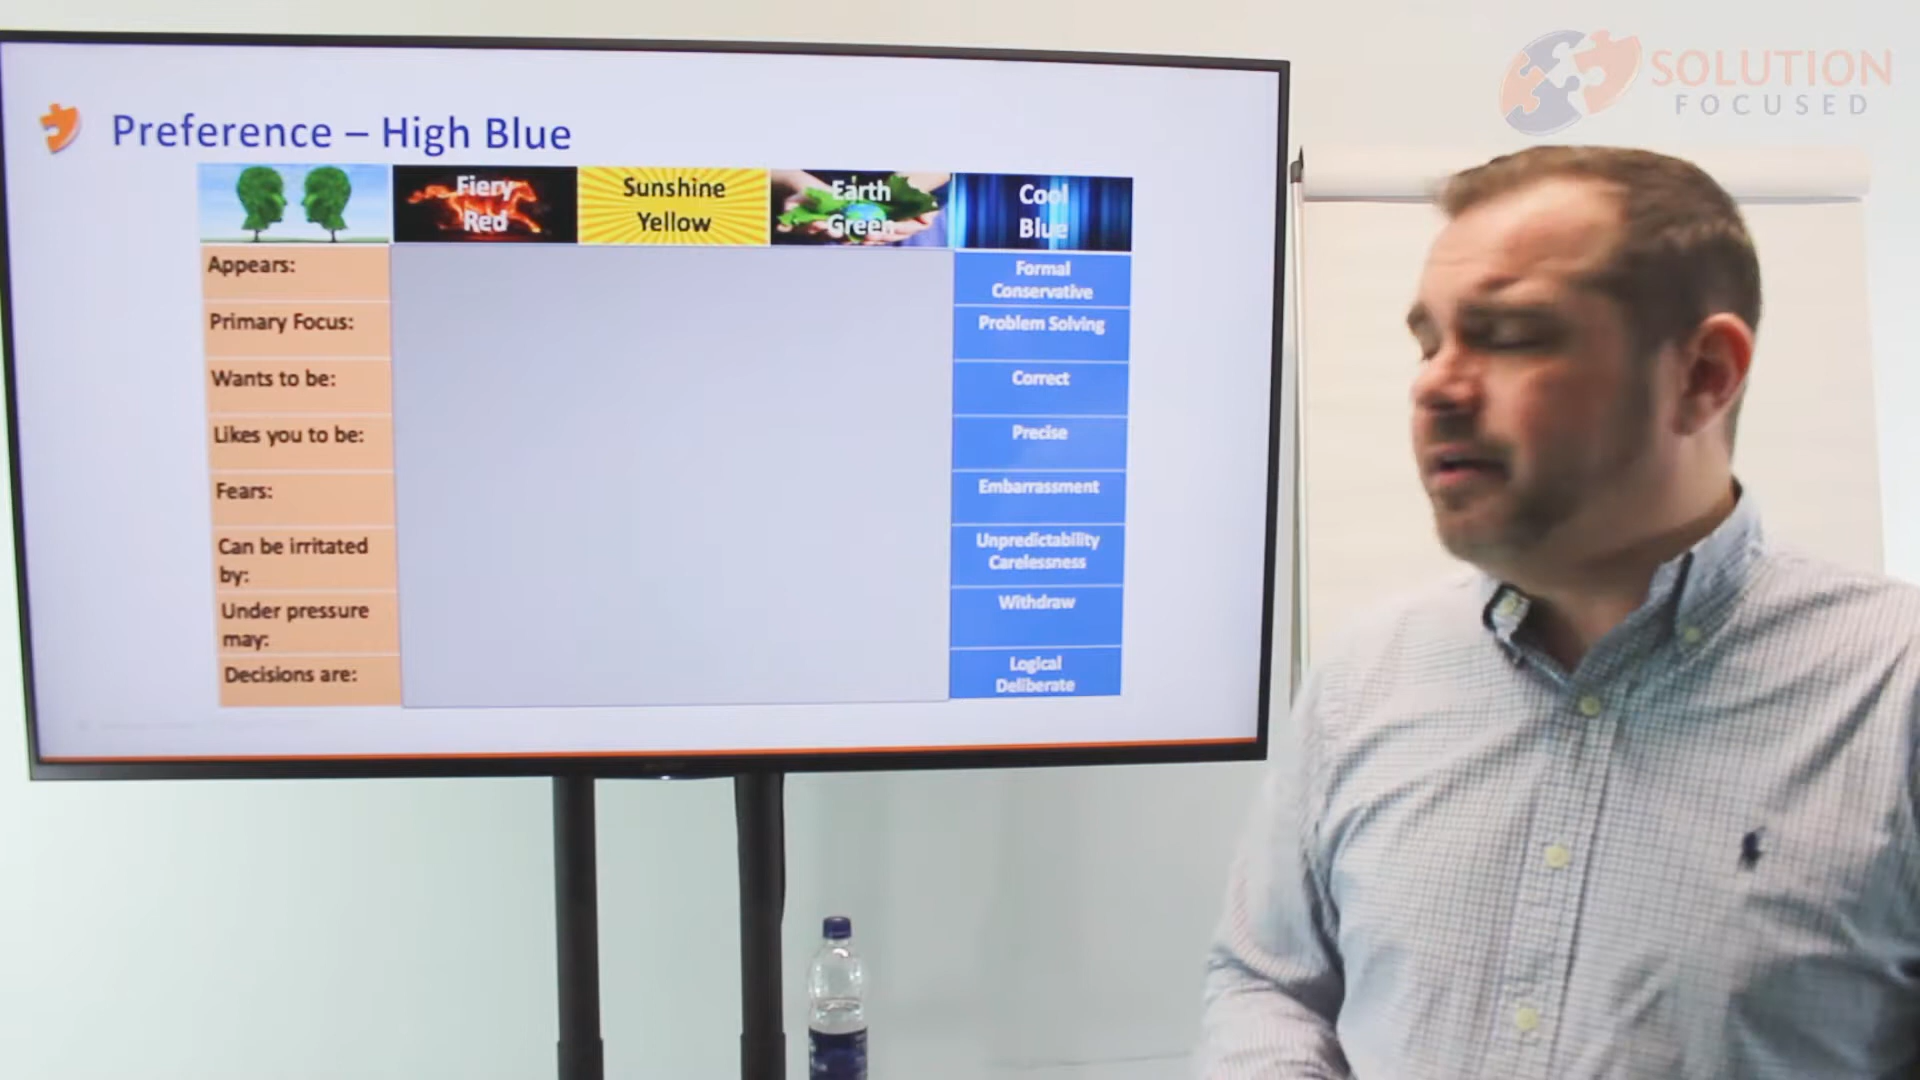 SOLUTION
FOCUSED
Preference – High Blue
Fiery
Red
Sunshine
Yellow
Earth
Green
Cool
Blue
Appears:
Formal
Conservative
Primary Focus:
Problem Solving
Wants to be:
Correct
Likes you to be:
Precise
Fears:
Embarrassment
Can be irritated
by:
Unpredictability
Carelessness
Under pressure
may:
Withdraw
Decisions are:
Logical
Deliberate